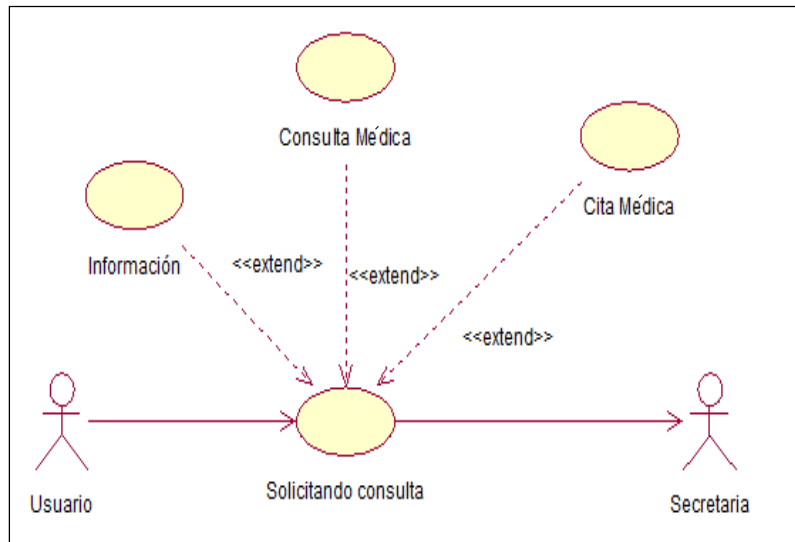 Consulta Médica
Cita Médica
Información
<<extend>>
<<extend>>
<<extend>>
Usuario
Solicitando consulta
Secretaria